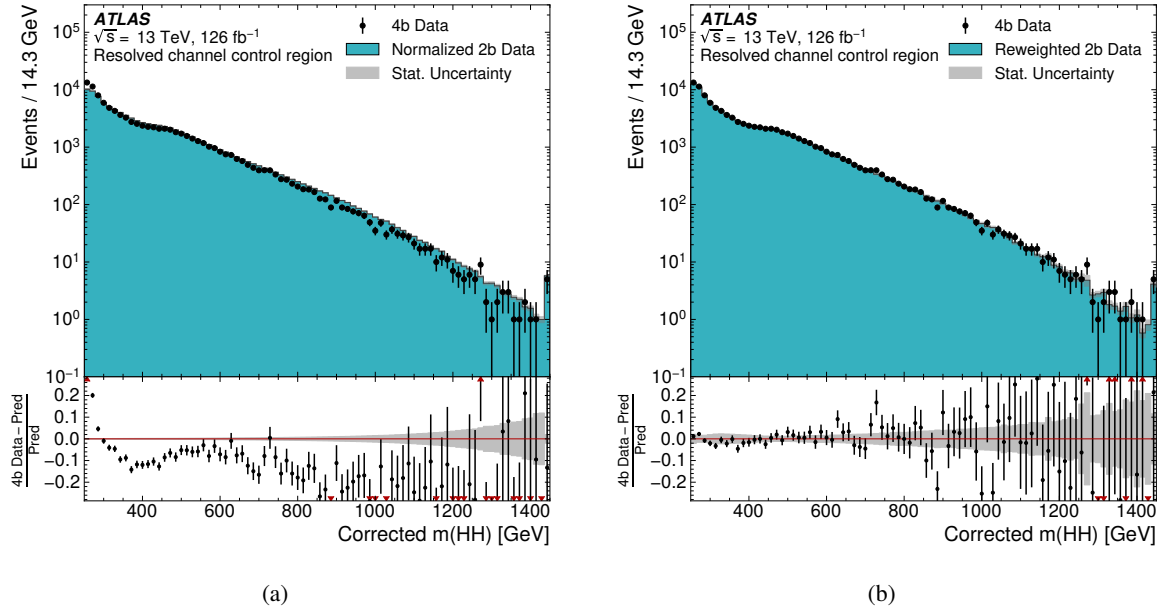 ATLAS
√s = 13 TeV, 126 fb⁻¹
Resolved channel control region
4b Data
Normalized 2b Data
Stat. Uncertainty
Events / 14.3 GeV
10⁵
10⁴
10³
10²
10¹
10⁰
10⁻¹
4b Data − Pred
Pred
0.2
0.1
0.0
−0.1
−0.2
400 600 800 1000 1200 1400
Corrected m(HH) [GeV]
(a)
ATLAS
√s = 13 TeV, 126 fb⁻¹
Resolved channel control region
4b Data
Reweighted 2b Data
Stat. Uncertainty
Events / 14.3 GeV
10⁵
10⁴
10³
10²
10¹
10⁰
10⁻¹
4b Data − Pred
Pred
0.2
0.1
0.0
−0.1
−0.2
400 600 800 1000 1200 1400
Corrected m(HH) [GeV]
(b)